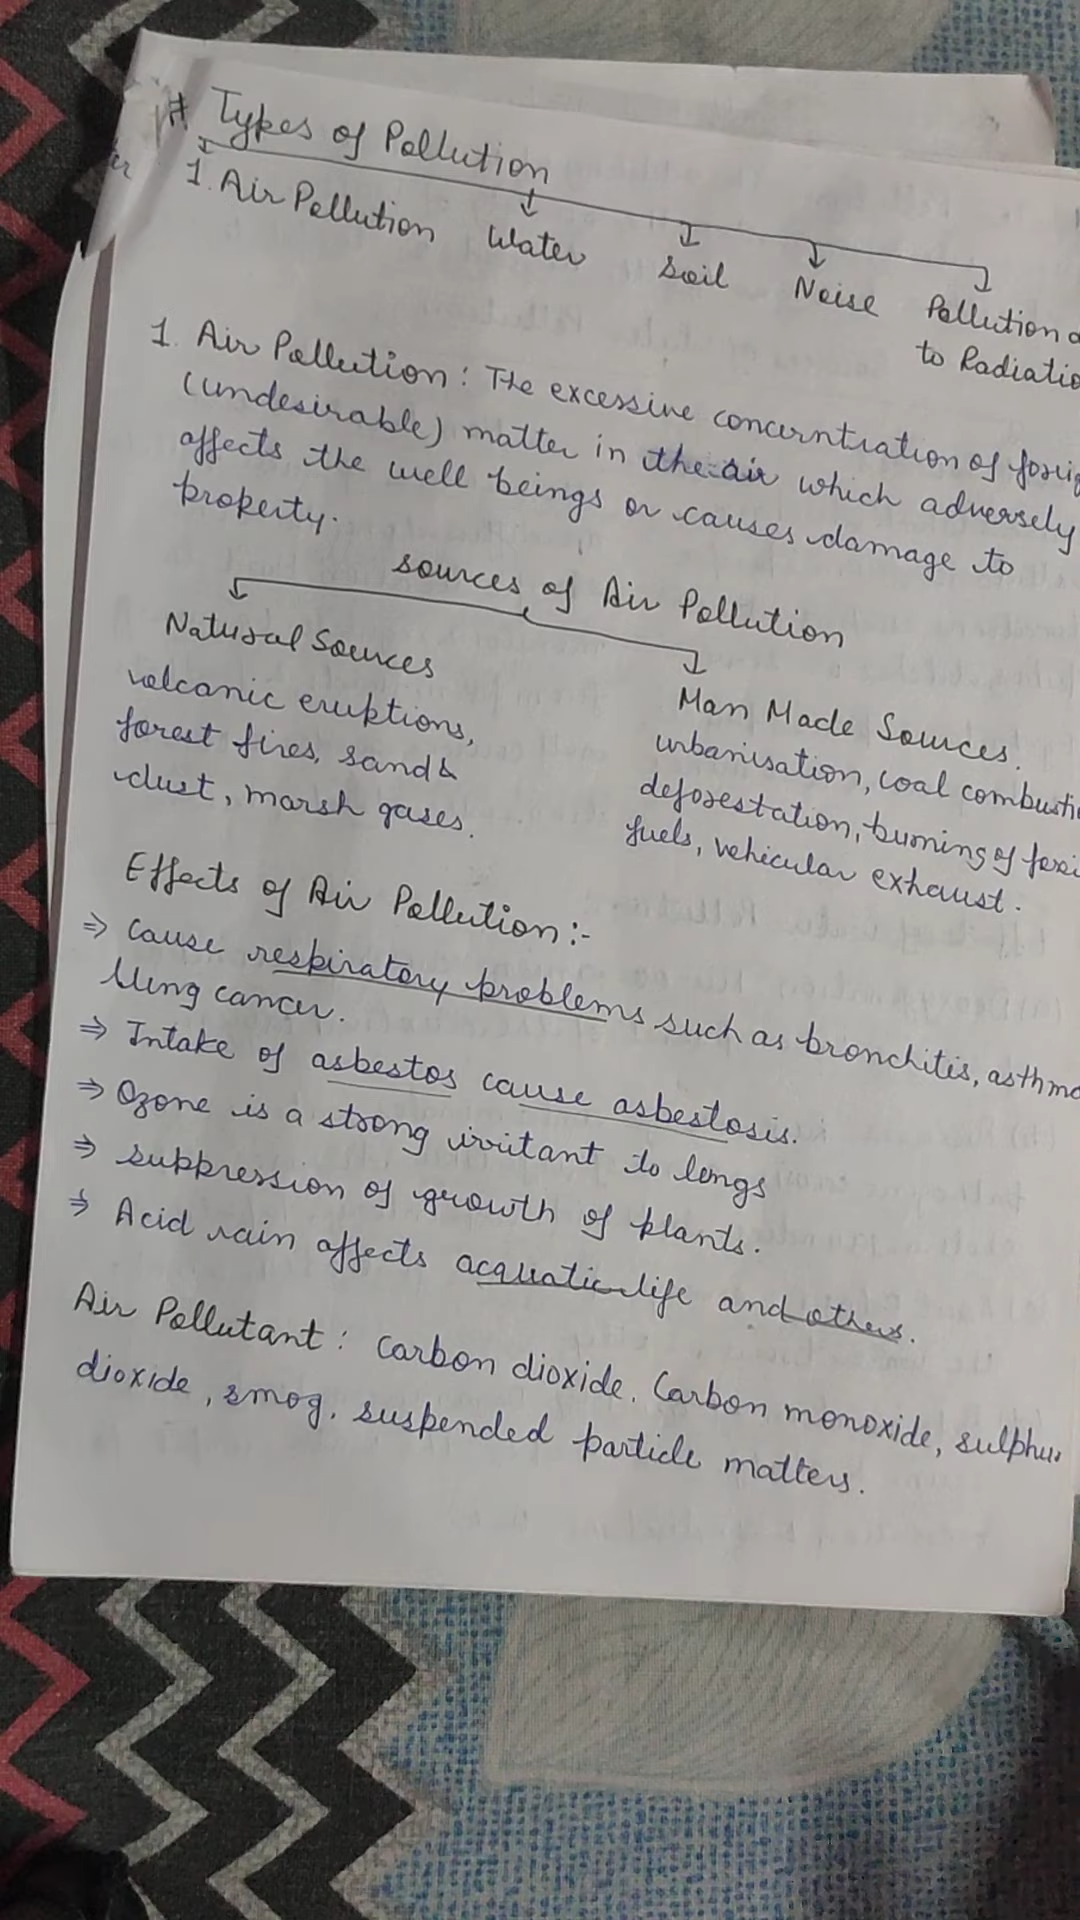 # Types of Pollution
1. Air Pollution Water Soil Noise Pollution
to Radiatio
1. Air Pollution : The excessive concerntration of foreig
(undesirable) matter in the air which adversely
affects the well beings or causes damage to
property.
sources of Air Pollution
Natural Sources
volcanic eruptions,
forest fires, sand &
dust, marsh gases.
Man Made Sources.
urbanisation, coal combusti
deforestation, burning of
fuels, vehicular exhaust.
Effects of Air Pollution :-
⇒ Cause respiratory problems such as bronchitis, asthma
lung cancer.
⇒ Intake of asbestos cause asbestosis.
⇒ Ozone is a strong irritant to longs
⇒ suppression of growth of plants.
⇒ Acid rain affects acquatic life and others.
Air Pollutant : Carbon dioxide. Carbon monoxide, sulphur
dioxide, smog. suspended particle matters.